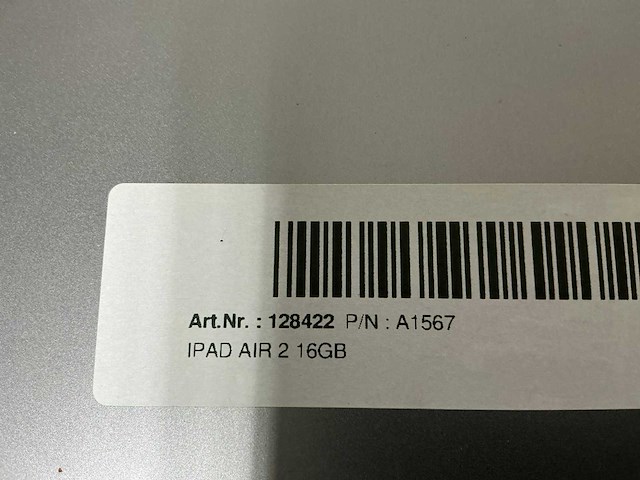 Art.Nr. : 128422 P/N : A1567
IPAD AIR 2 16GB